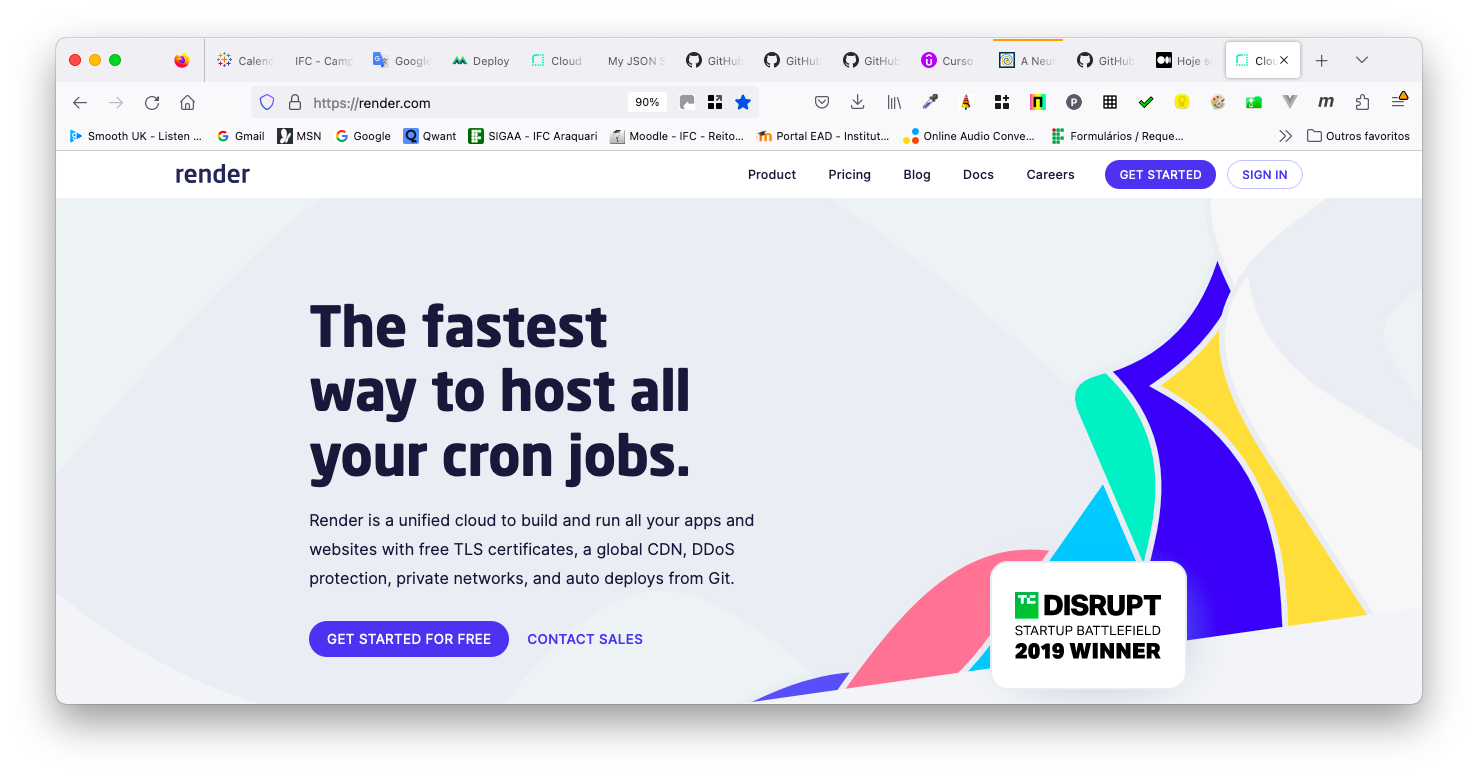 Calend
IFC - Camp
Google
Deploy
Cloud
My JSON S
GitHub
GitHub
GitHub
Curso
A Neur
GitHub
Hoje s
Clou
https://render.com
90%
Smooth UK - Listen ...
Gmail
MSN
Google
Qwant
SIGAA - IFC Araquari
Moodle - IFC - Reito...
Portal EAD - Institut...
Online Audio Conve...
Formulários / Reque...
Outros favoritos
render
Product
Pricing
Blog
Docs
Careers
GET STARTED
SIGN IN
The fastest
way to host all
your cron jobs.
Render is a unified cloud to build and run all your apps and
websites with free TLS certificates, a global CDN, DDoS
protection, private networks, and auto deploys from Git.
GET STARTED FOR FREE
CONTACT SALES
TC DISRUPT
STARTUP BATTLEFIELD
2019 WINNER